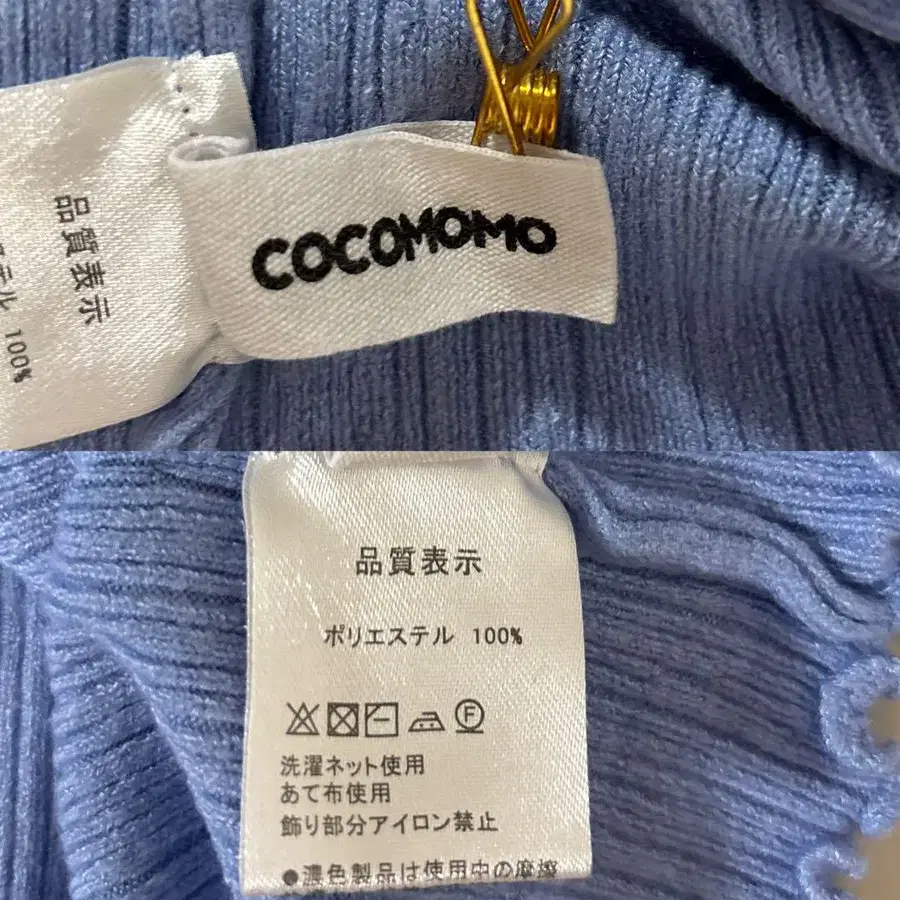 品質表示
テル 100%
COCOMOMO
品質表示
ポリエステル 100%
F
洗濯ネット使用
あて布使用
飾り部分アイロン禁止
●濃色製品は使用中の摩擦